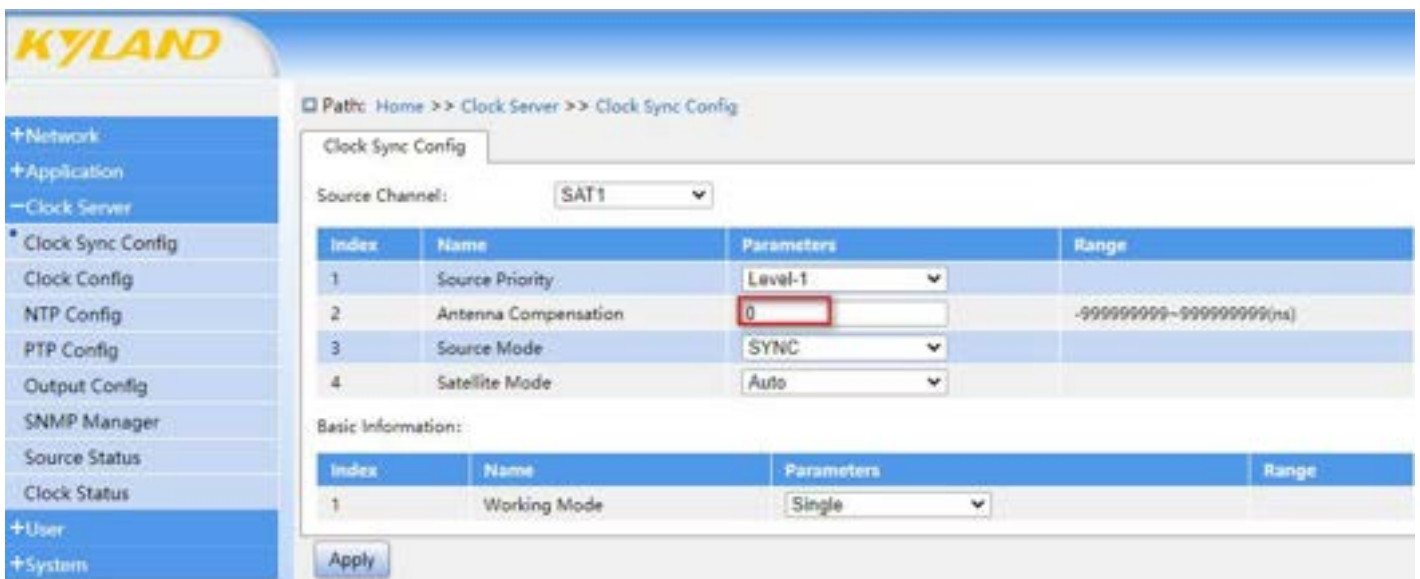 KYLAND
Path: Home >> Clock Server >> Clock Sync Config
+Network
+Application
−Clock Server
Clock Sync Config
Clock Config
NTP Config
PTP Config
Output Config
SNMP Manager
Source Status
Clock Status
+User
+System
Clock Sync Config
Source Channel: SAT1
Index Name Parameters Range
1 Source Priority Level-1
2 Antenna Compensation 0 -999999999~999999999(ns)
3 Source Mode SYNC
4 Satellite Mode Auto
Basic Information:
Index Name Parameters Range
1 Working Mode Single
Apply